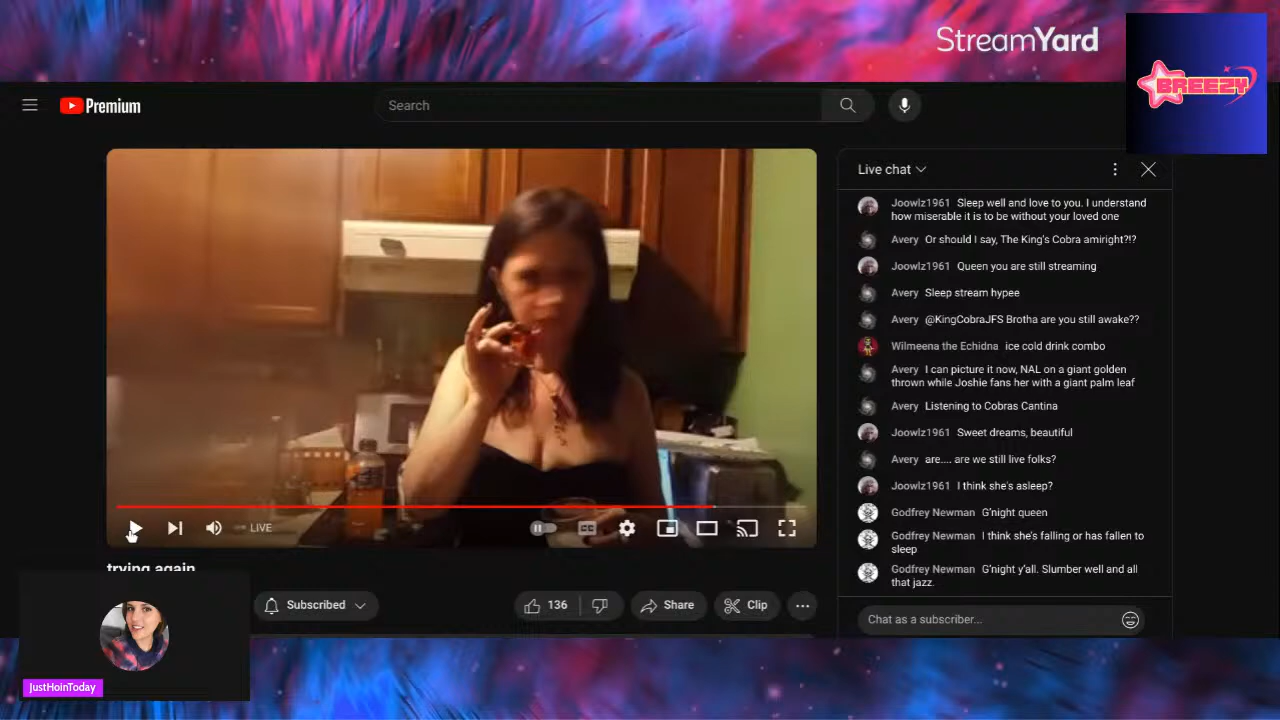 StreamYard
BREEZY
Premium
Search
LIVE
CC
trying again
Subscribed
136
Share
Clip
JustHoinToday
Live chat
Joowlz1961 Sleep well and love to you. I understand
how miserable it is to be without your loved one
Avery Or should I say, The King's Cobra amiright?!?
Joowlz1961 Queen you are still streaming
Avery Sleep stream hypee
Avery @KingCobraJFS Brotha are you still awake??
Wilmeena the Echidna ice cold drink combo
Avery I can picture it now, NAL on a giant golden
thrown while Joshie fans her with a giant palm leaf
Avery Listening to Cobras Cantina
Joowlz1961 Sweet dreams, beautiful
Avery are.... are we still live folks?
Joowlz1961 I think she's asleep?
Godfrey Newman G'night queen
Godfrey Newman I think she's falling or has fallen to
sleep
Godfrey Newman G'night y'all. Slumber well and all
that jazz.
Chat as a subscriber...